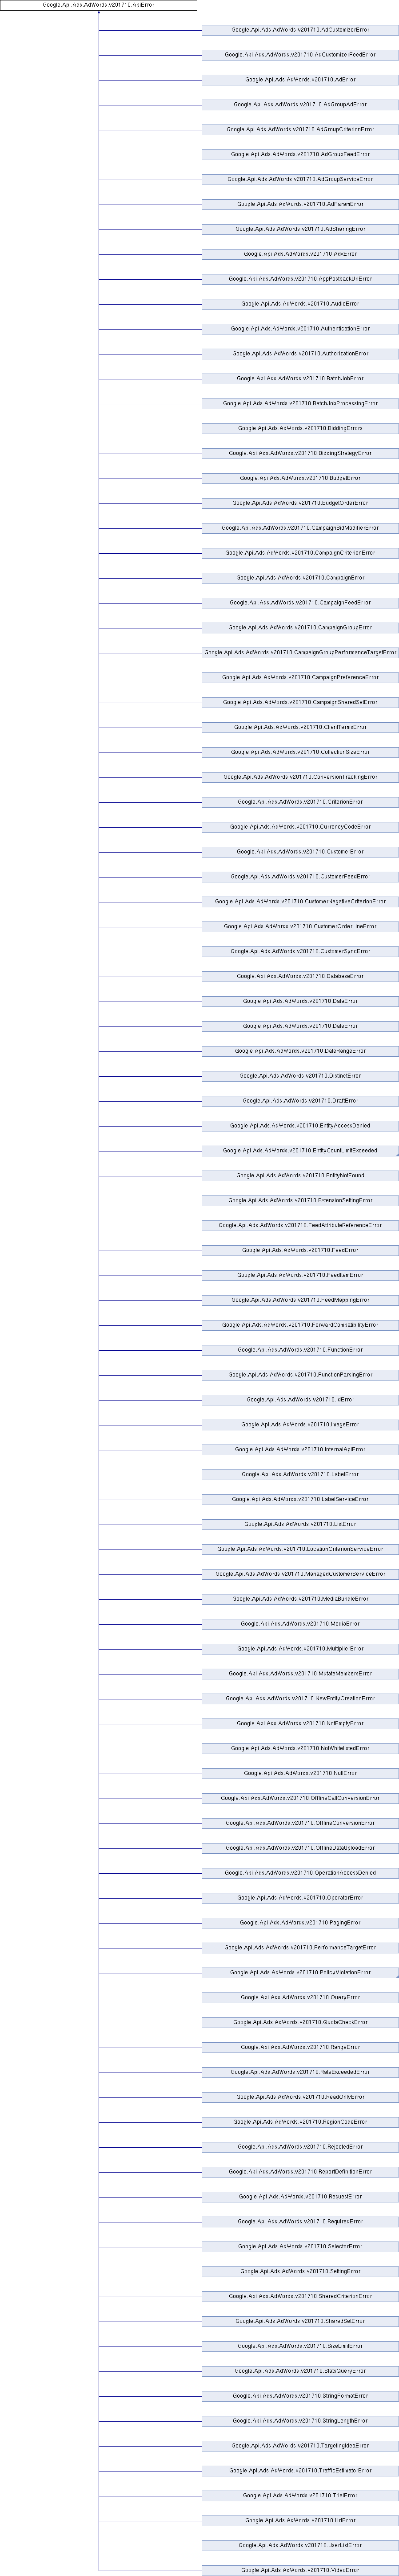 Google.Api.Ads.AdWords.v201710.ApiError
Google.Api.Ads.AdWords.v201710.AdCustomizerError
Google.Api.Ads.AdWords.v201710.AdCustomizerFeedError
Google.Api.Ads.AdWords.v201710.AdError
Google.Api.Ads.AdWords.v201710.AdGroupAdError
Google.Api.Ads.AdWords.v201710.AdGroupCriterionError
Google.Api.Ads.AdWords.v201710.AdGroupFeedError
Google.Api.Ads.AdWords.v201710.AdGroupServiceError
Google.Api.Ads.AdWords.v201710.AdParamError
Google.Api.Ads.AdWords.v201710.AdSharingError
Google.Api.Ads.AdWords.v201710.AdxError
Google.Api.Ads.AdWords.v201710.AppPostbackUrlError
Google.Api.Ads.AdWords.v201710.AudioError
Google.Api.Ads.AdWords.v201710.AuthenticationError
Google.Api.Ads.AdWords.v201710.AuthorizationError
Google.Api.Ads.AdWords.v201710.BatchJobError
Google.Api.Ads.AdWords.v201710.BatchJobProcessingError
Google.Api.Ads.AdWords.v201710.BiddingErrors
Google.Api.Ads.AdWords.v201710.BiddingStrategyError
Google.Api.Ads.AdWords.v201710.BudgetError
Google.Api.Ads.AdWords.v201710.BudgetOrderError
Google.Api.Ads.AdWords.v201710.CampaignBidModifierError
Google.Api.Ads.AdWords.v201710.CampaignCriterionError
Google.Api.Ads.AdWords.v201710.CampaignError
Google.Api.Ads.AdWords.v201710.CampaignFeedError
Google.Api.Ads.AdWords.v201710.CampaignGroupError
Google.Api.Ads.AdWords.v201710.CampaignGroupPerformanceTargetError
Google.Api.Ads.AdWords.v201710.CampaignPreferenceError
Google.Api.Ads.AdWords.v201710.CampaignSharedSetError
Google.Api.Ads.AdWords.v201710.ClientTermsError
Google.Api.Ads.AdWords.v201710.CollectionSizeError
Google.Api.Ads.AdWords.v201710.ConversionTrackingError
Google.Api.Ads.AdWords.v201710.CriterionError
Google.Api.Ads.AdWords.v201710.CurrencyCodeError
Google.Api.Ads.AdWords.v201710.CustomerError
Google.Api.Ads.AdWords.v201710.CustomerFeedError
Google.Api.Ads.AdWords.v201710.CustomerNegativeCriterionError
Google.Api.Ads.AdWords.v201710.CustomerOrderLineError
Google.Api.Ads.AdWords.v201710.CustomerSyncError
Google.Api.Ads.AdWords.v201710.DatabaseError
Google.Api.Ads.AdWords.v201710.DataError
Google.Api.Ads.AdWords.v201710.DateError
Google.Api.Ads.AdWords.v201710.DateRangeError
Google.Api.Ads.AdWords.v201710.DistinctError
Google.Api.Ads.AdWords.v201710.DraftError
Google.Api.Ads.AdWords.v201710.EntityAccessDenied
Google.Api.Ads.AdWords.v201710.EntityCountLimitExceeded
Google.Api.Ads.AdWords.v201710.EntityNotFound
Google.Api.Ads.AdWords.v201710.ExtensionSettingError
Google.Api.Ads.AdWords.v201710.FeedAttributeReferenceError
Google.Api.Ads.AdWords.v201710.FeedError
Google.Api.Ads.AdWords.v201710.FeedItemError
Google.Api.Ads.AdWords.v201710.FeedMappingError
Google.Api.Ads.AdWords.v201710.ForwardCompatibilityError
Google.Api.Ads.AdWords.v201710.FunctionError
Google.Api.Ads.AdWords.v201710.FunctionParsingError
Google.Api.Ads.AdWords.v201710.IdError
Google.Api.Ads.AdWords.v201710.ImageError
Google.Api.Ads.AdWords.v201710.InternalApiError
Google.Api.Ads.AdWords.v201710.LabelError
Google.Api.Ads.AdWords.v201710.LabelServiceError
Google.Api.Ads.AdWords.v201710.ListError
Google.Api.Ads.AdWords.v201710.LocationCriterionServiceError
Google.Api.Ads.AdWords.v201710.ManagedCustomerServiceError
Google.Api.Ads.AdWords.v201710.MediaBundleError
Google.Api.Ads.AdWords.v201710.MediaError
Google.Api.Ads.AdWords.v201710.MultiplierError
Google.Api.Ads.AdWords.v201710.MutateMembersError
Google.Api.Ads.AdWords.v201710.NewEntityCreationError
Google.Api.Ads.AdWords.v201710.NotEmptyError
Google.Api.Ads.AdWords.v201710.NotWhitelistedError
Google.Api.Ads.AdWords.v201710.NullError
Google.Api.Ads.AdWords.v201710.OfflineCallConversionError
Google.Api.Ads.AdWords.v201710.OfflineConversionError
Google.Api.Ads.AdWords.v201710.OfflineDataUploadError
Google.Api.Ads.AdWords.v201710.OperationAccessDenied
Google.Api.Ads.AdWords.v201710.OperatorError
Google.Api.Ads.AdWords.v201710.PagingError
Google.Api.Ads.AdWords.v201710.PerformanceTargetError
Google.Api.Ads.AdWords.v201710.PolicyViolationError
Google.Api.Ads.AdWords.v201710.QueryError
Google.Api.Ads.AdWords.v201710.QuotaCheckError
Google.Api.Ads.AdWords.v201710.RangeError
Google.Api.Ads.AdWords.v201710.RateExceededError
Google.Api.Ads.AdWords.v201710.ReadOnlyError
Google.Api.Ads.AdWords.v201710.RegionCodeError
Google.Api.Ads.AdWords.v201710.RejectedError
Google.Api.Ads.AdWords.v201710.ReportDefinitionError
Google.Api.Ads.AdWords.v201710.RequestError
Google.Api.Ads.AdWords.v201710.RequiredError
Google.Api.Ads.AdWords.v201710.SelectorError
Google.Api.Ads.AdWords.v201710.SettingError
Google.Api.Ads.AdWords.v201710.SharedCriterionError
Google.Api.Ads.AdWords.v201710.SharedSetError
Google.Api.Ads.AdWords.v201710.SizeLimitError
Google.Api.Ads.AdWords.v201710.StatsQueryError
Google.Api.Ads.AdWords.v201710.StringFormatError
Google.Api.Ads.AdWords.v201710.StringLengthError
Google.Api.Ads.AdWords.v201710.TargetingIdeaError
Google.Api.Ads.AdWords.v201710.TrafficEstimatorError
Google.Api.Ads.AdWords.v201710.TrialError
Google.Api.Ads.AdWords.v201710.UrlError
Google.Api.Ads.AdWords.v201710.UserListError
Google.Api.Ads.AdWords.v201710.VideoError